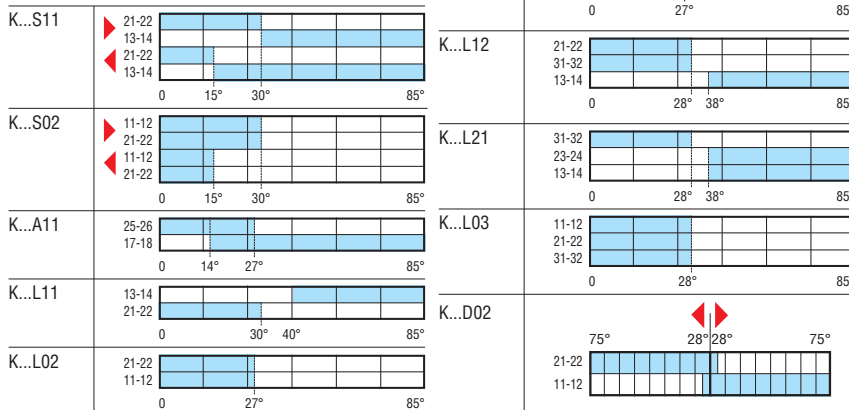 K...S11
21-22
13-14
21-22
13-14
0 15° 30° 85°
K...S02
11-12
21-22
11-12
21-22
0 15° 30° 85°
K...A11
25-26
17-18
0 14° 27° 85°
K...L11
13-14
21-22
0 30° 40° 85°
K...L02
21-22
11-12
0 27° 85°
0 27° 85
K...L12
21-22
31-32
13-14
0 28° 38° 85
K...L21
31-32
23-24
13-14
0 28° 38° 85
K...L03
11-12
21-22
31-32
0 28° 85
K...D02
75° 28° 28° 75°
21-22
11-12